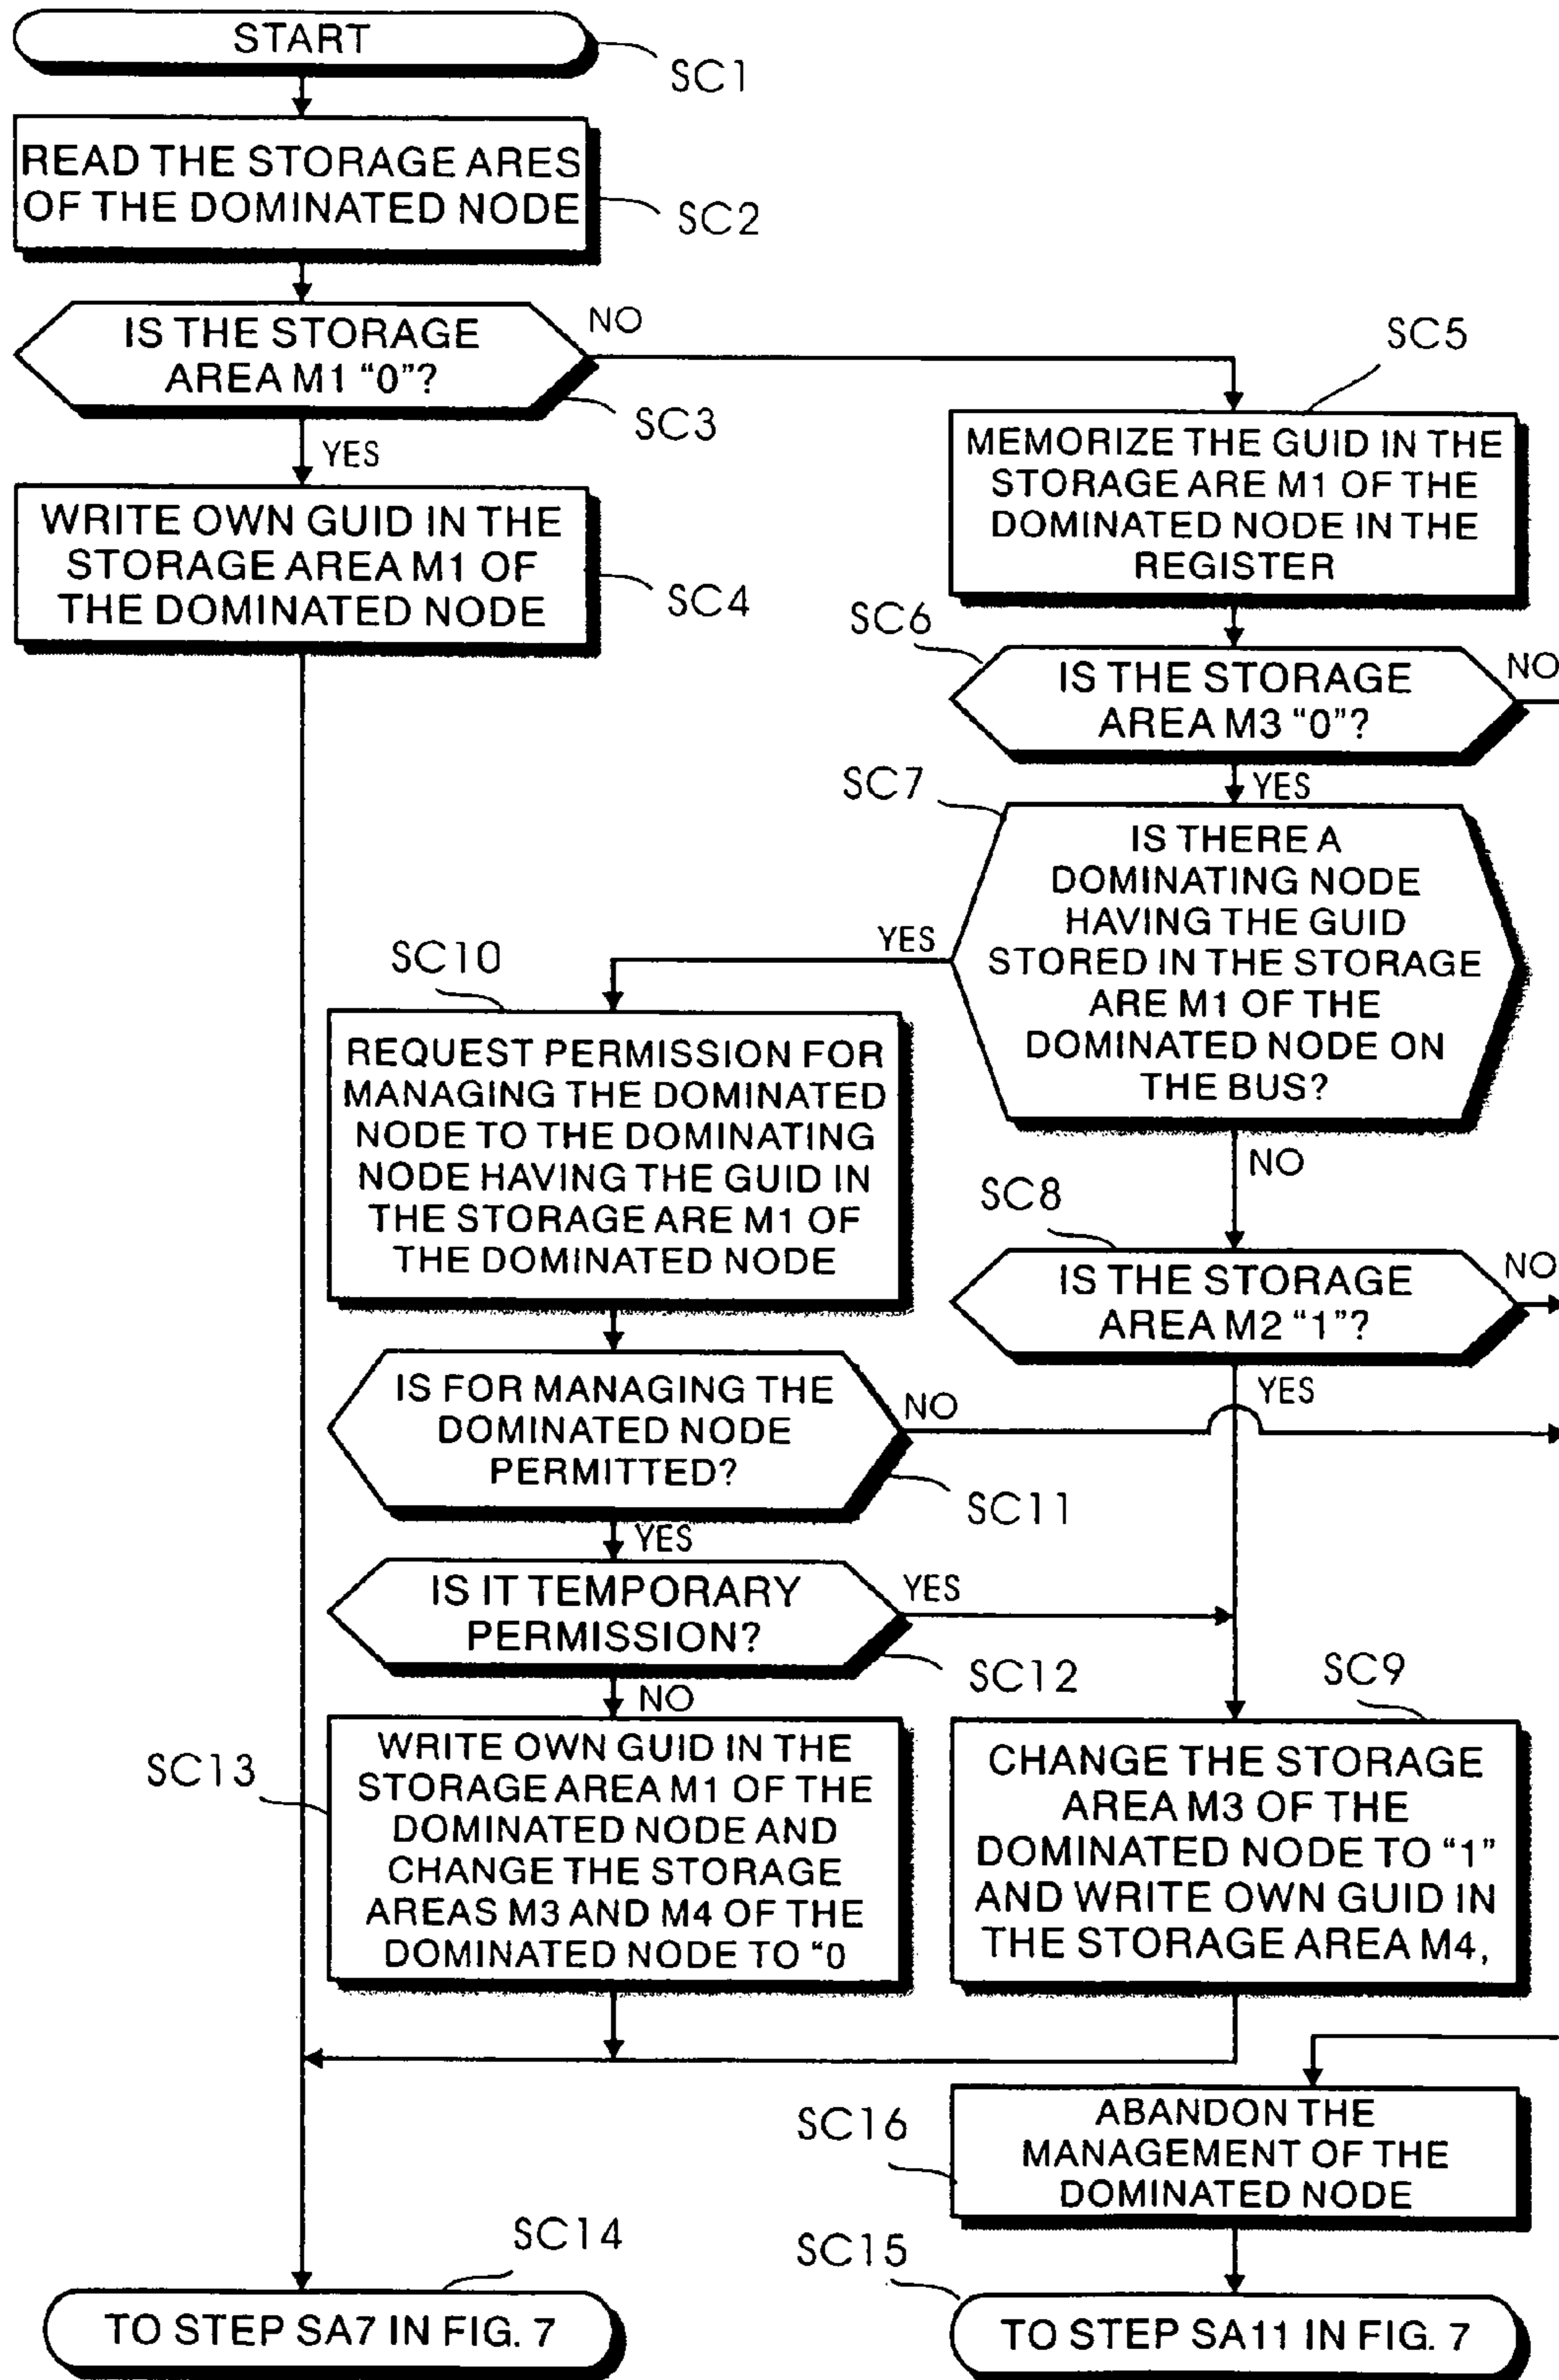 START
SC1
READ THE STORAGE ARES
OF THE DOMINATED NODE
SC2
IS THE STORAGE
AREA M1 “0”?
NO
SC3
YES
WRITE OWN GUID IN THE
STORAGE AREA M1 OF
THE DOMINATED NODE
SC4
SC5
MEMORIZE THE GUID IN THE
STORAGE ARE M1 OF THE
DOMINATED NODE IN THE
REGISTER
SC6
IS THE STORAGE
AREA M3 “0”?
NO
YES
SC7
IS THERE A
DOMINATING NODE
HAVING THE GUID
STORED IN THE STORAGE
ARE M1 OF THE
DOMINATED NODE ON
THE BUS?
YES
NO
SC10
REQUEST PERMISSION FOR
MANAGING THE DOMINATED
NODE TO THE DOMINATING
NODE HAVING THE GUID IN
THE STORAGE ARE M1 OF
THE DOMINATED NODE
SC8
IS THE STORAGE
AREA M2 “1”?
NO
YES
IS FOR MANAGING THE
DOMINATED NODE
PERMITTED?
NO
SC11
YES
IS IT TEMPORARY
PERMISSION?
YES
SC12
NO
SC13
WRITE OWN GUID IN THE
STORAGE AREA M1 OF THE
DOMINATED NODE AND
CHANGE THE STORAGE
AREAS M3 AND M4 OF THE
DOMINATED NODE TO “0
SC9
CHANGE THE STORAGE
AREA M3 OF THE
DOMINATED NODE TO “1”
AND WRITE OWN GUID IN
THE STORAGE AREA M4,
SC16
ABANDON THE
MANAGEMENT OF THE
DOMINATED NODE
SC14
TO STEP SA7 IN FIG. 7
SC15
TO STEP SA11 IN FIG. 7